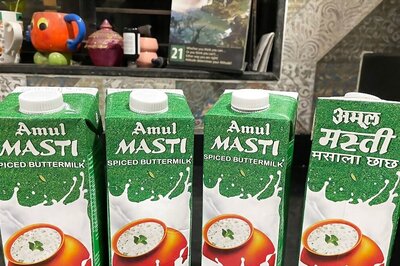 21
Amul
MASTI
SPICED BUTTERMILK
Amul
MASTI
SPICED BUTTERMILK
Amul
MASTI
SPICED BUTTERMILK
अमूल
मस्ती
मसाला छाछ